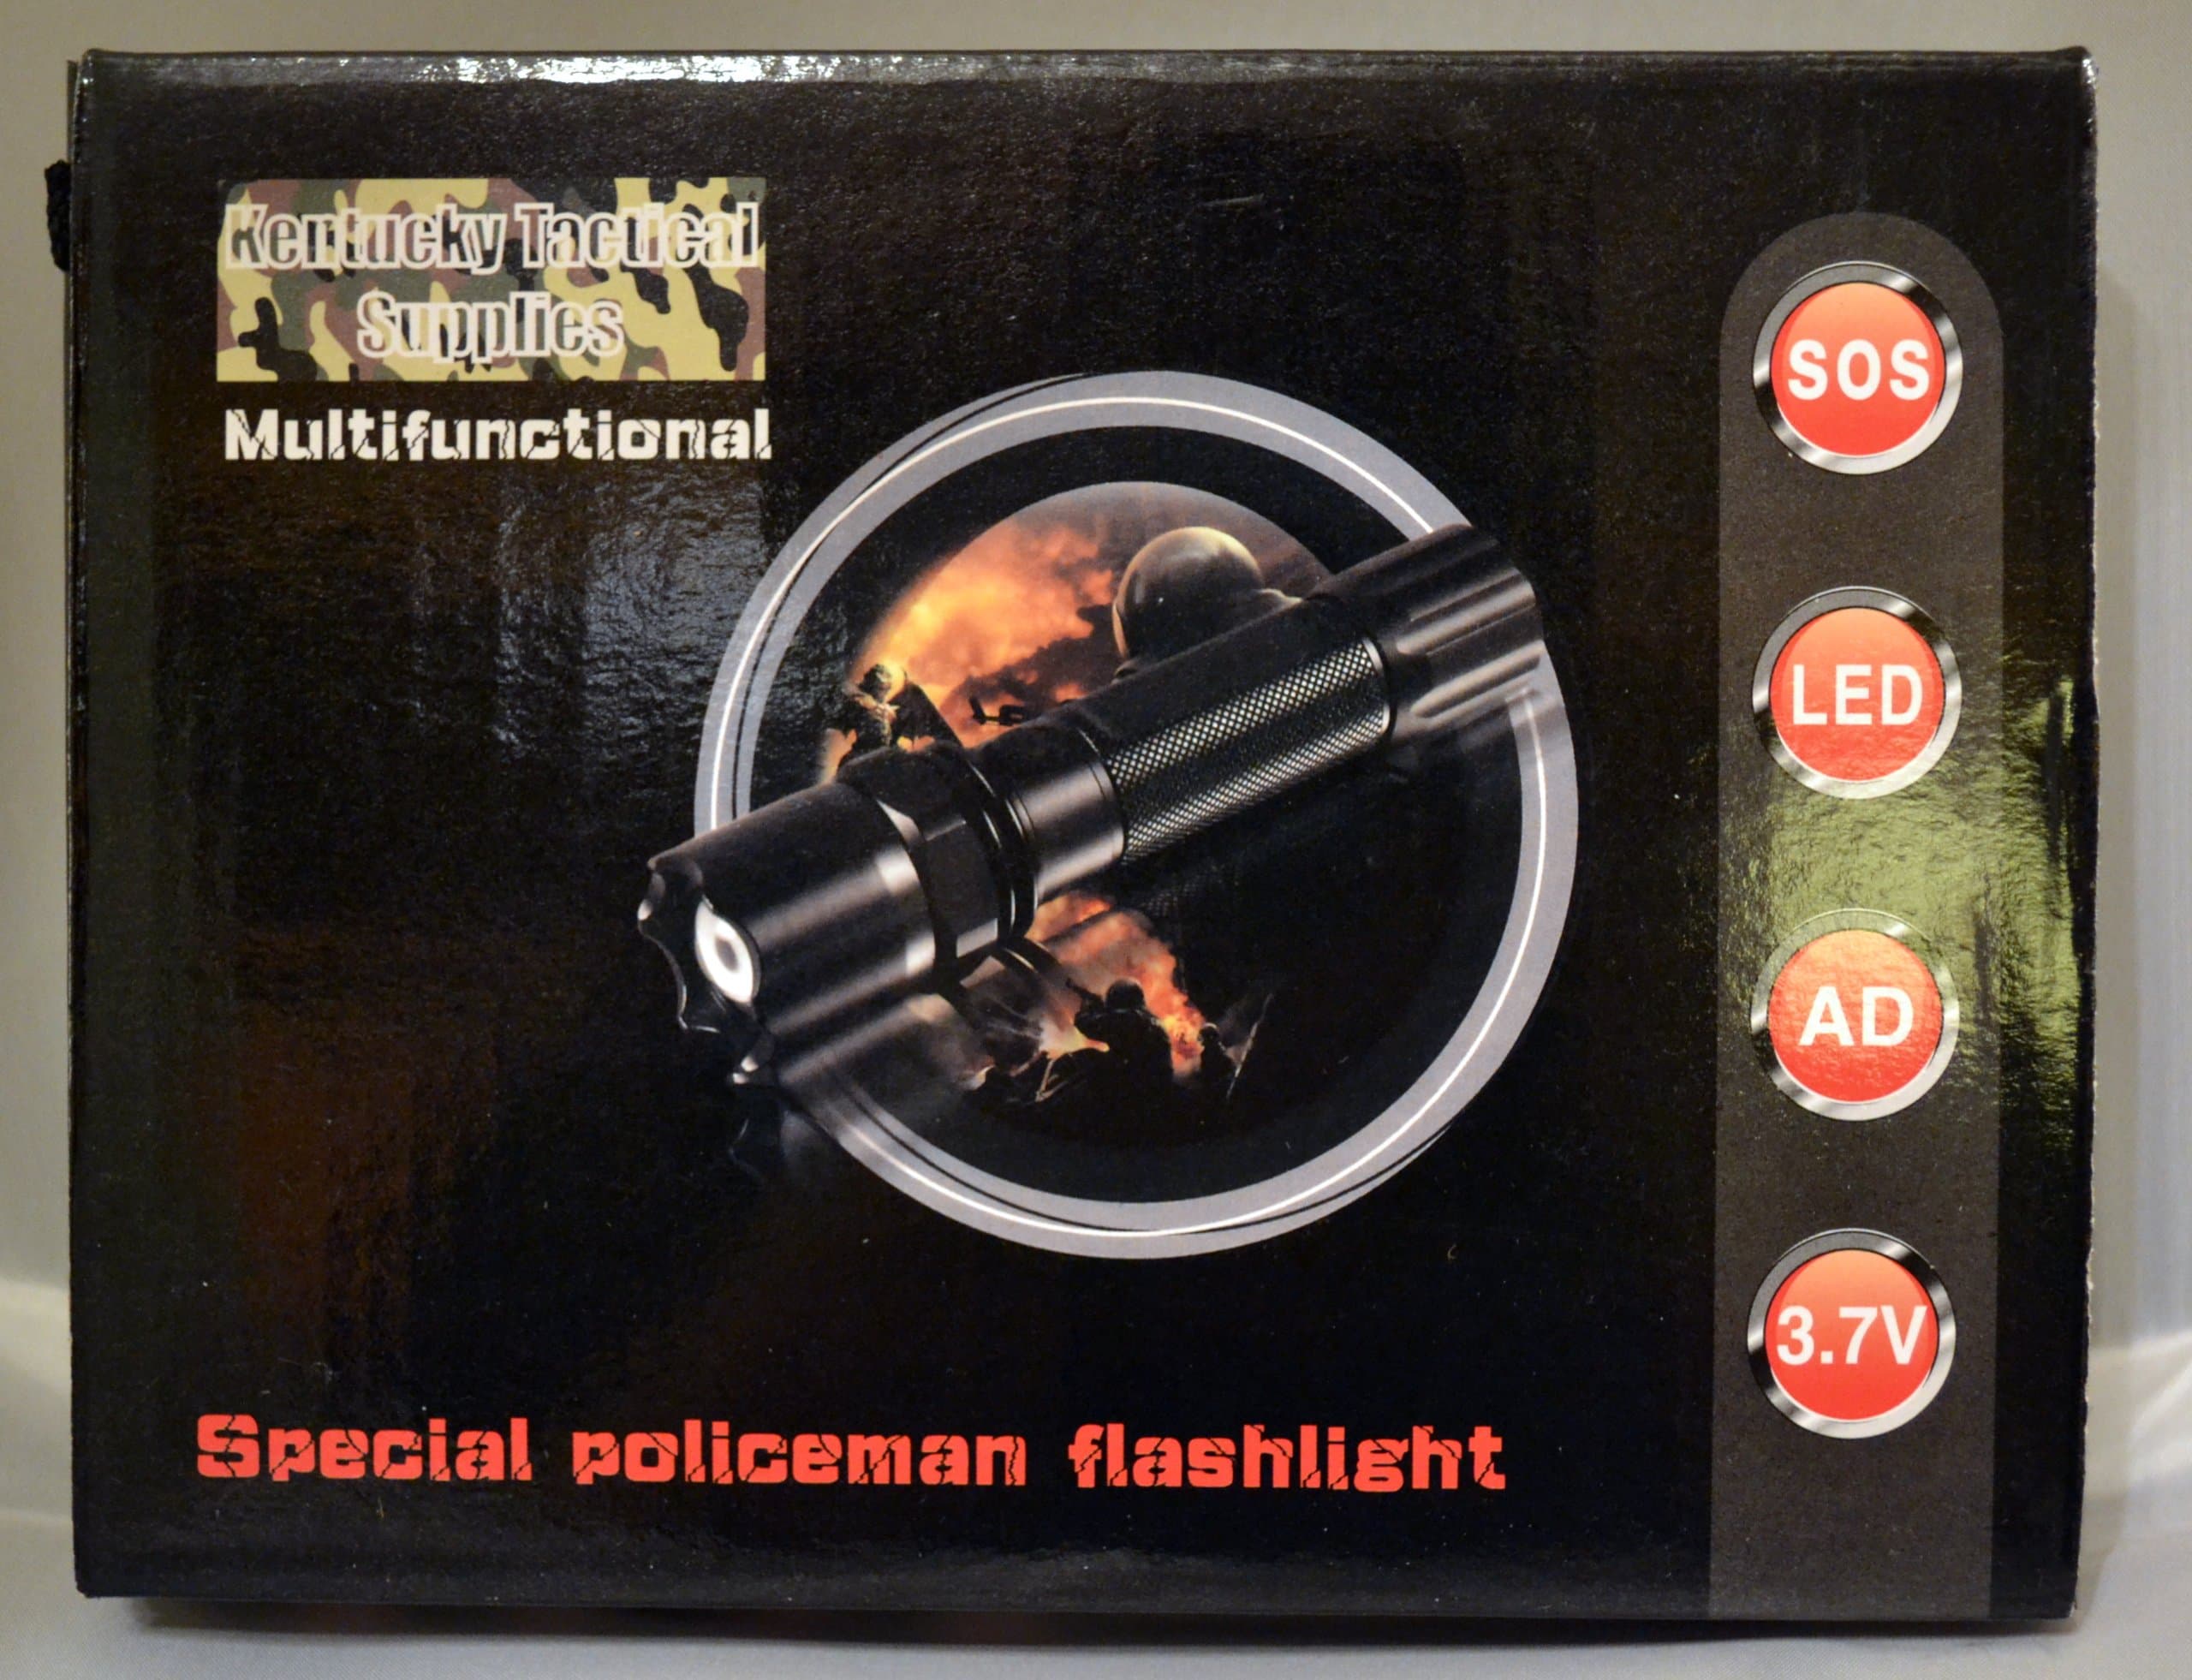 Kentucky Tactical
Supplies
Multifunctional
SOS
LED
AD
3.7V
Special policeman flashlight